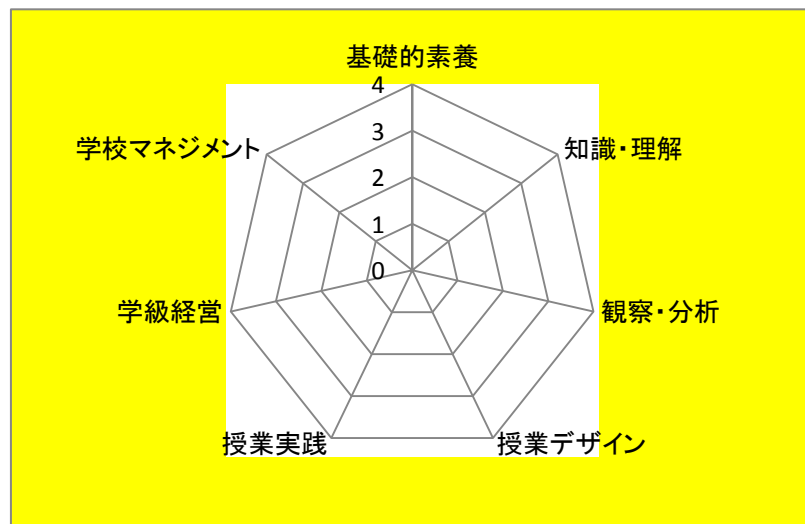 基礎的素養
4
学校マネジメント
知識・理解
3
2
1
0
学級経営
観察・分析
授業実践
授業デザイン